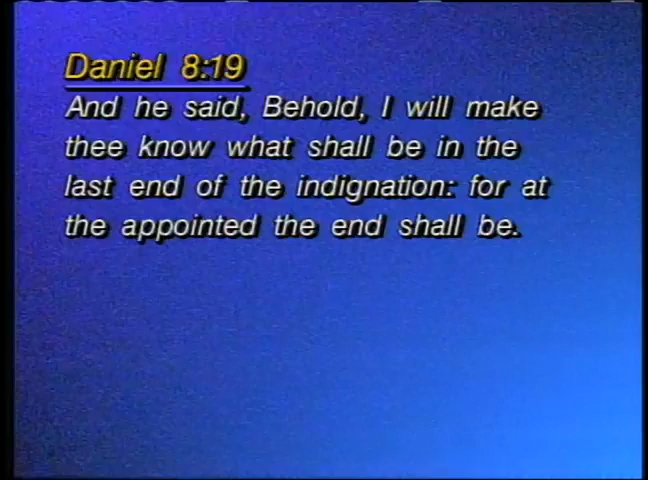 Daniel 8:19
And he said, Behold, I will make
thee know what shall be in the
last end of the indignation: for at
the appointed the end shall be.